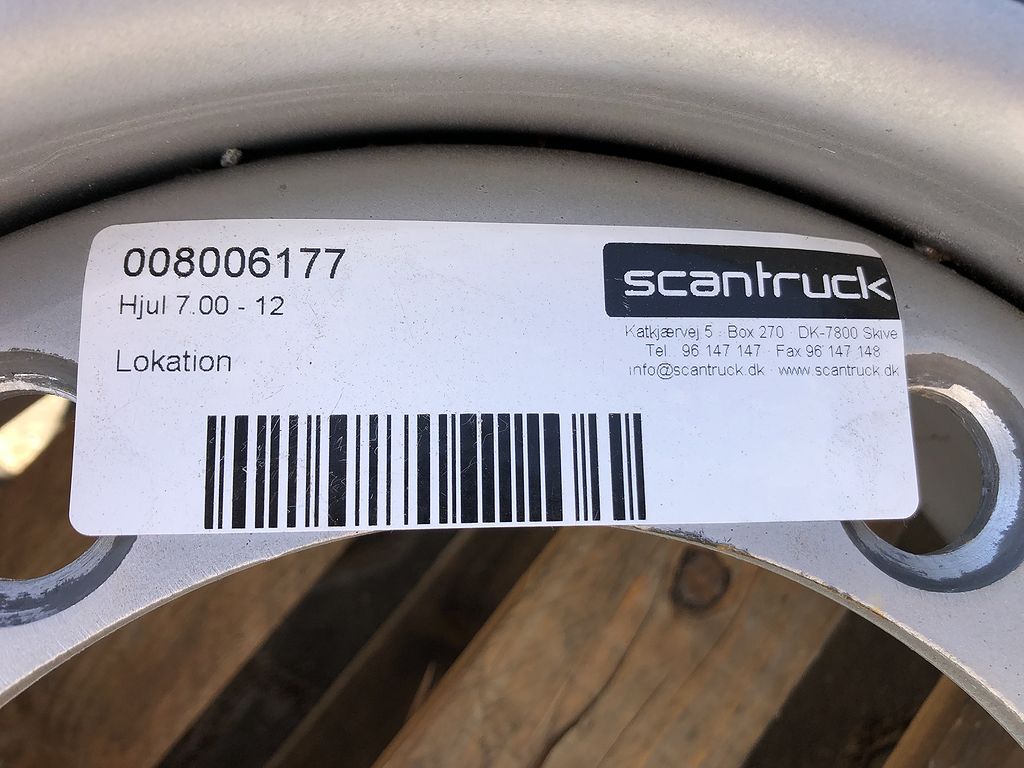 008006177
Hjul 7.00 - 12
Lokation
scantruck
Katkjærvej 5 · Box 270 · DK-7800 Skive
Tel. 96 147 147 · Fax 96 147 148
info@scantruck.dk · www.scantruck.dk